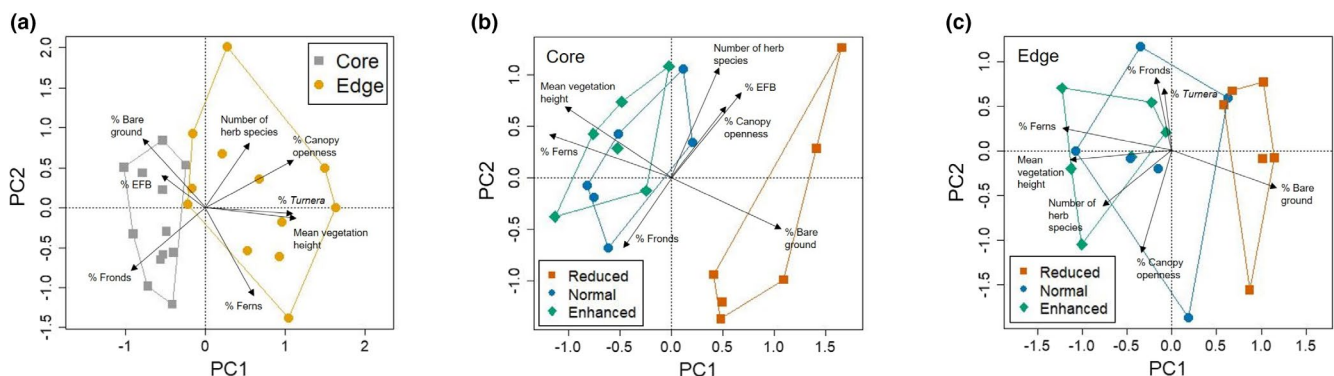 (a)
PC2
2.0
1.5
1.0
0.5
0.0
-0.5
-1.0
-1.5
Core
Edge
% Bare
ground
Number of
herb species
% Canopy
openness
% EFB
% Turnera
Mean vegetation
height
% Fronds
% Ferns
-1
0
1
2
PC1
(b)
PC2
1.0
0.5
0.0
-0.5
-1.0
Core
Number of herb
species
Mean vegetation
height
% EFB
% Canopy
openness
% Ferns
% Fronds
% Bare
ground
Reduced
Normal
Enhanced
-1.0
-0.5
0.0
0.5
1.0
1.5
PC1
(c)
PC2
1.0
0.5
0.0
-0.5
-1.0
-1.5
Edge
% Fronds
% Turnera
% Ferns
Mean vegetation
height
Number of herb
species
% Bare
ground
% Canopy
openness
Reduced
Normal
Enhanced
-1.5
-1.0
-0.5
0.0
0.5
1.0
1.5
PC1